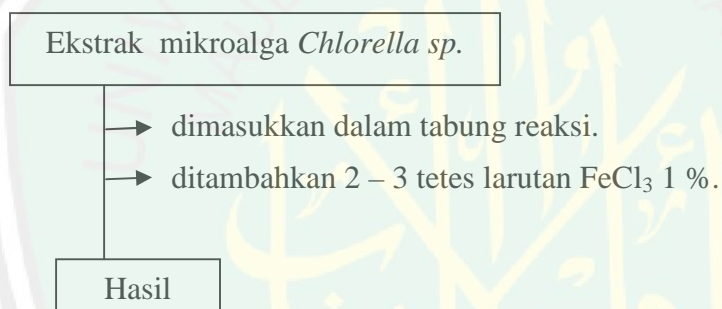 Ekstrak mikroalga Chlorella sp.
dimasukkan dalam tabung reaksi.
ditambahkan 2 – 3 tetes larutan FeCl₃ 1 %.
Hasil